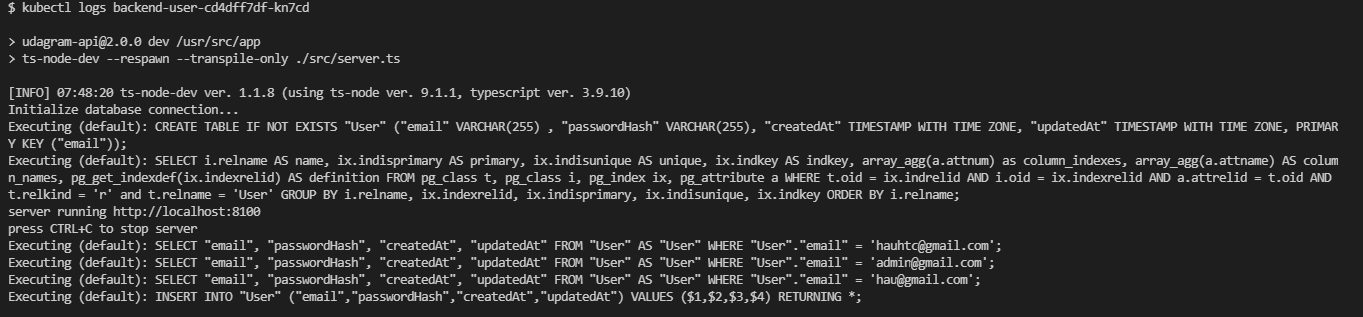 $ kubectl logs backend-user-cd4dff7df-kn7cd
> udagram-api@2.0.0 dev /usr/src/app
> ts-node-dev --respawn --transpile-only ./src/server.ts
[INFO] 07:48:20 ts-node-dev ver. 1.1.8 (using ts-node ver. 9.1.1, typescript ver. 3.9.10)
Initialize database connection...
Executing (default): CREATE TABLE IF NOT EXISTS "User" ("email" VARCHAR(255) , "passwordHash" VARCHAR(255), "createdAt" TIMESTAMP WITH TIME ZONE, "updatedAt" TIMESTAMP WITH TIME ZONE, PRIMAR
Y KEY ("email"));
Executing (default): SELECT i.relname AS name, ix.indisprimary AS primary, ix.indisunique AS unique, ix.indkey AS indkey, array_agg(a.attnum) as column_indexes, array_agg(a.attname) AS colum
n_names, pg_get_indexdef(ix.indexrelid) AS definition FROM pg_class t, pg_class i, pg_index ix, pg_attribute a WHERE t.oid = ix.indrelid AND i.oid = ix.indexrelid AND a.attrelid = t.oid AND
t.relkind = 'r' and t.relname = 'User' GROUP BY i.relname, ix.indexrelid, ix.indisprimary, ix.indisunique, ix.indkey ORDER BY i.relname;
server running http://localhost:8100
press CTRL+C to stop server
Executing (default): SELECT "email", "passwordHash", "createdAt", "updatedAt" FROM "User" AS "User" WHERE "User"."email" = 'hauhtc@gmail.com';
Executing (default): SELECT "email", "passwordHash", "createdAt", "updatedAt" FROM "User" AS "User" WHERE "User"."email" = 'admin@gmail.com';
Executing (default): SELECT "email", "passwordHash", "createdAt", "updatedAt" FROM "User" AS "User" WHERE "User"."email" = 'hau@gmail.com';
Executing (default): INSERT INTO "User" ("email","passwordHash","createdAt","updatedAt") VALUES ($1,$2,$3,$4) RETURNING *;